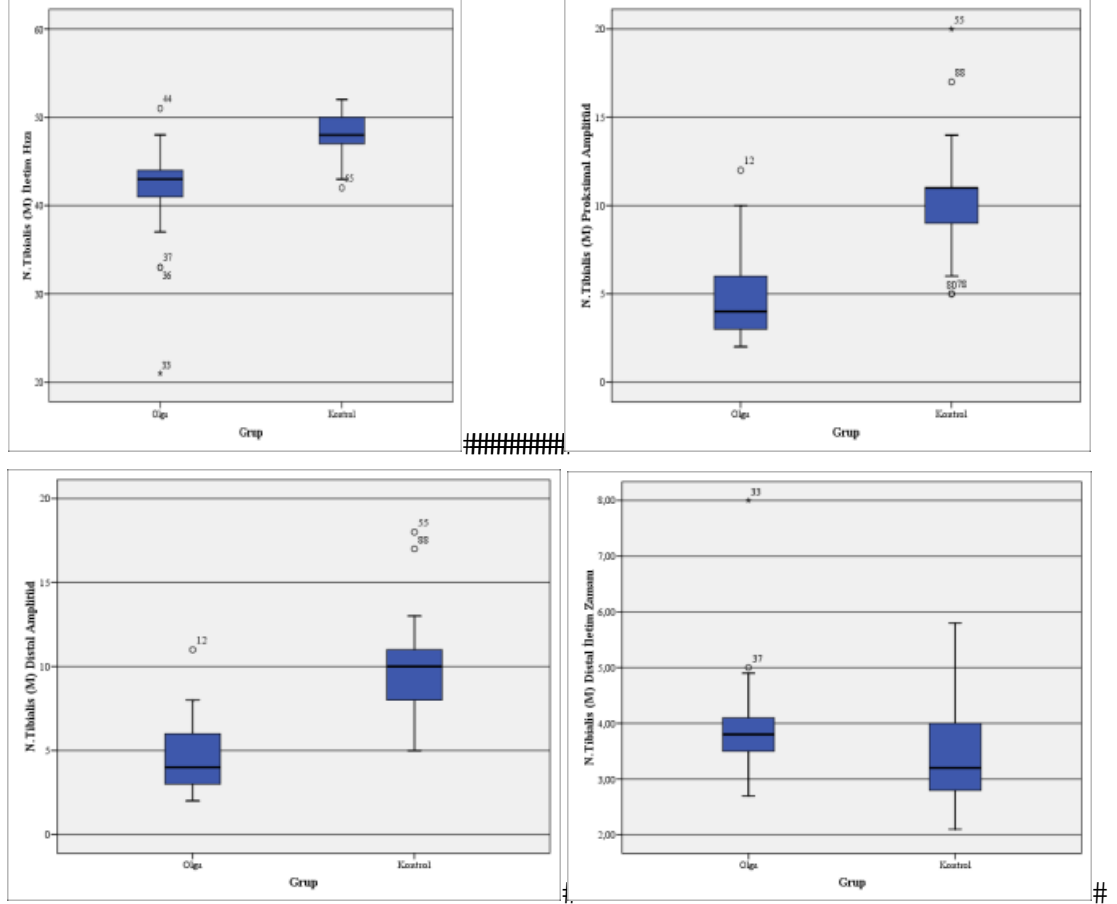 N.Tibialis (M) İletim Hızı
60
50
40
30
20
44
37
36
33
Olgu
Kontrol
Grup
##########.
N.Tibialis (M) Proksimal Amplitüd
20
15
10
5
0
12
55
88
8078
Olgu
Kontrol
Grup
N.Tibialis (M) Distal Amplitüd
20
15
10
5
0
12
55
88
Olgu
Kontrol
Grup
N.Tibialis (M) Distal İletim Zamanı
8,00
7,00
6,00
5,00
4,00
3,00
2,00
33
37
Olgu
Kontrol
Grup
#